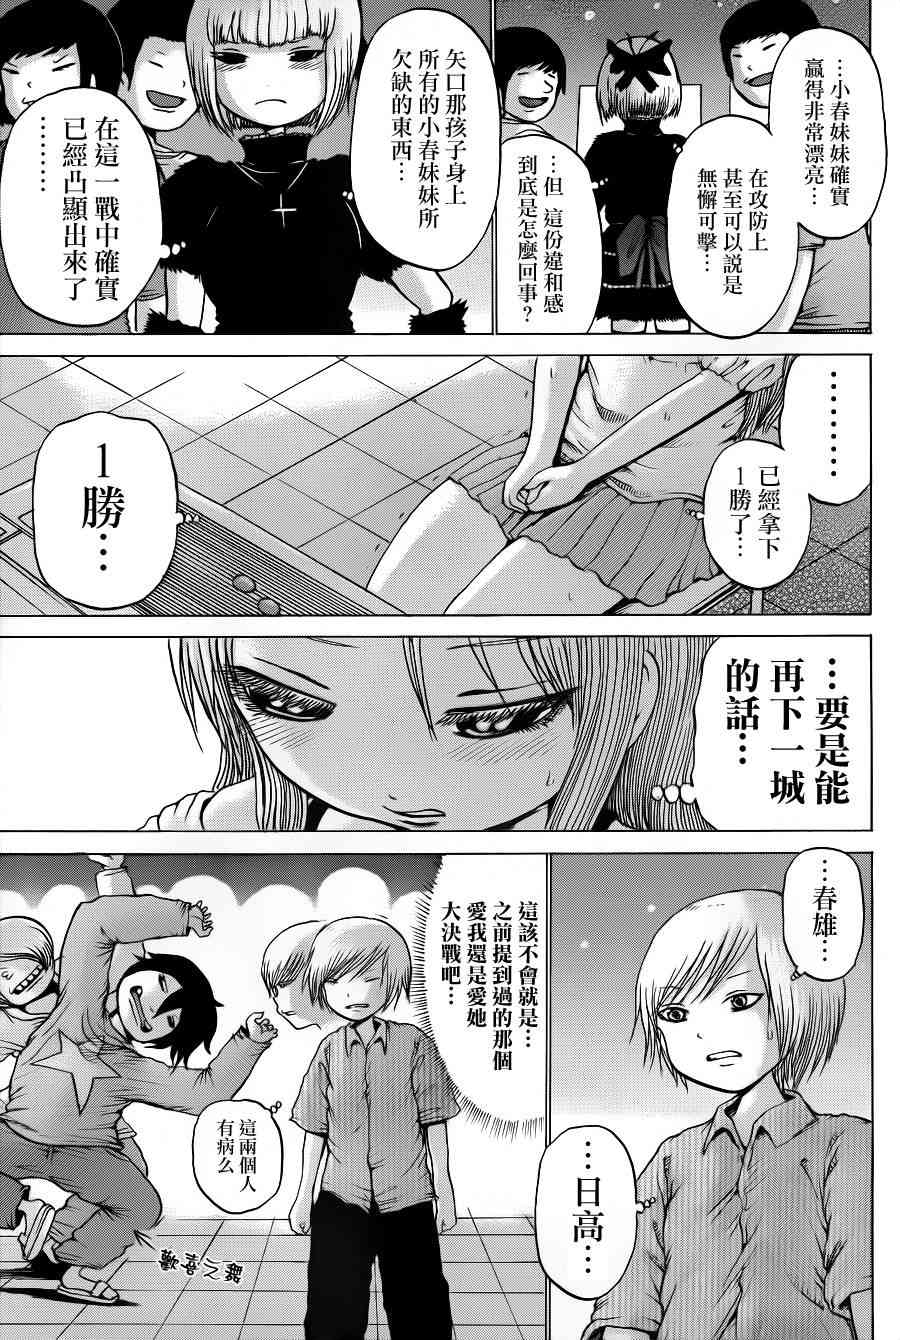 …小春妹妹確實
贏得非常漂亮…
在攻防上
甚至可以説是
無懈可擊…
…但 這份違和感
到底是怎麼回事？
矢口那孩子身上
所有的小春妹妹所
欠缺的東西…
在這一戰中確實
已經凸顯出來了
………
………
已經拿下
1勝了…
1勝…
…要是能
再下一城
的話…
…春雄…
…日高…
這該不會就是…
之前提到過的那個
愛我還是愛她
大決戰吧…
這兩個人
有病么
歡喜之舞